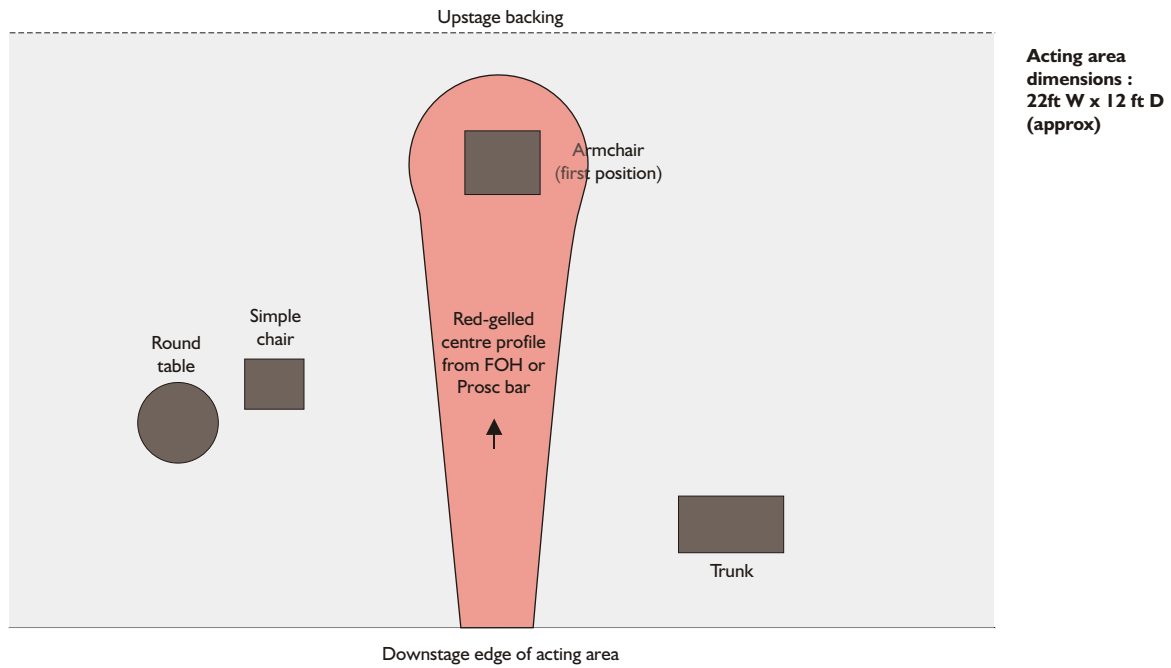 Upstage backing
Acting area
dimensions :
22ft W x 12 ft D
(approx)
Armchair
(first position)
Simple
chair
Round
table
Red-gelled
centre profile
from FOH or
Prosc bar
Trunk
Downstage edge of acting area